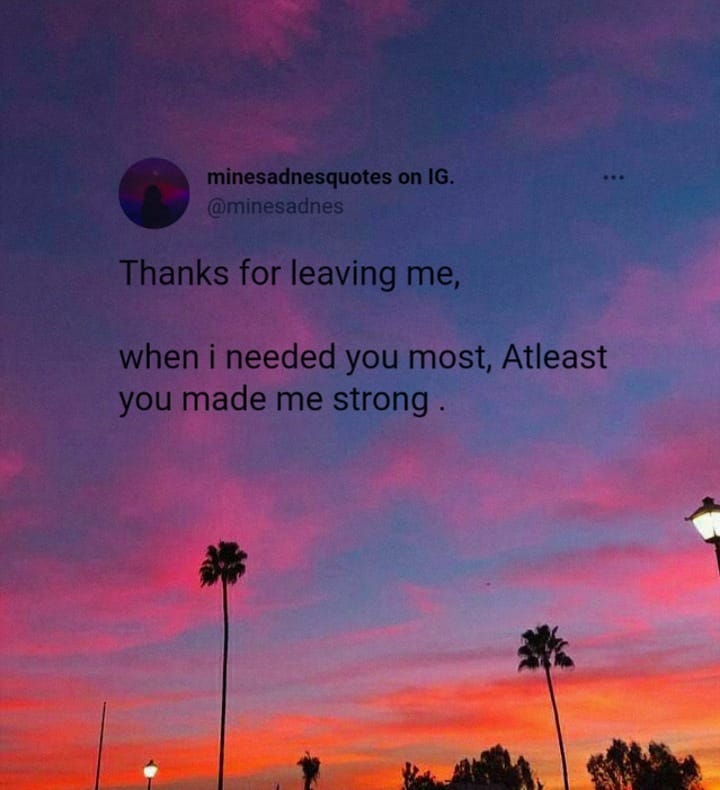 minesadnesquotes on IG.
@minesadnes
Thanks for leaving me,
when i needed you most, Atleast
you made me strong .